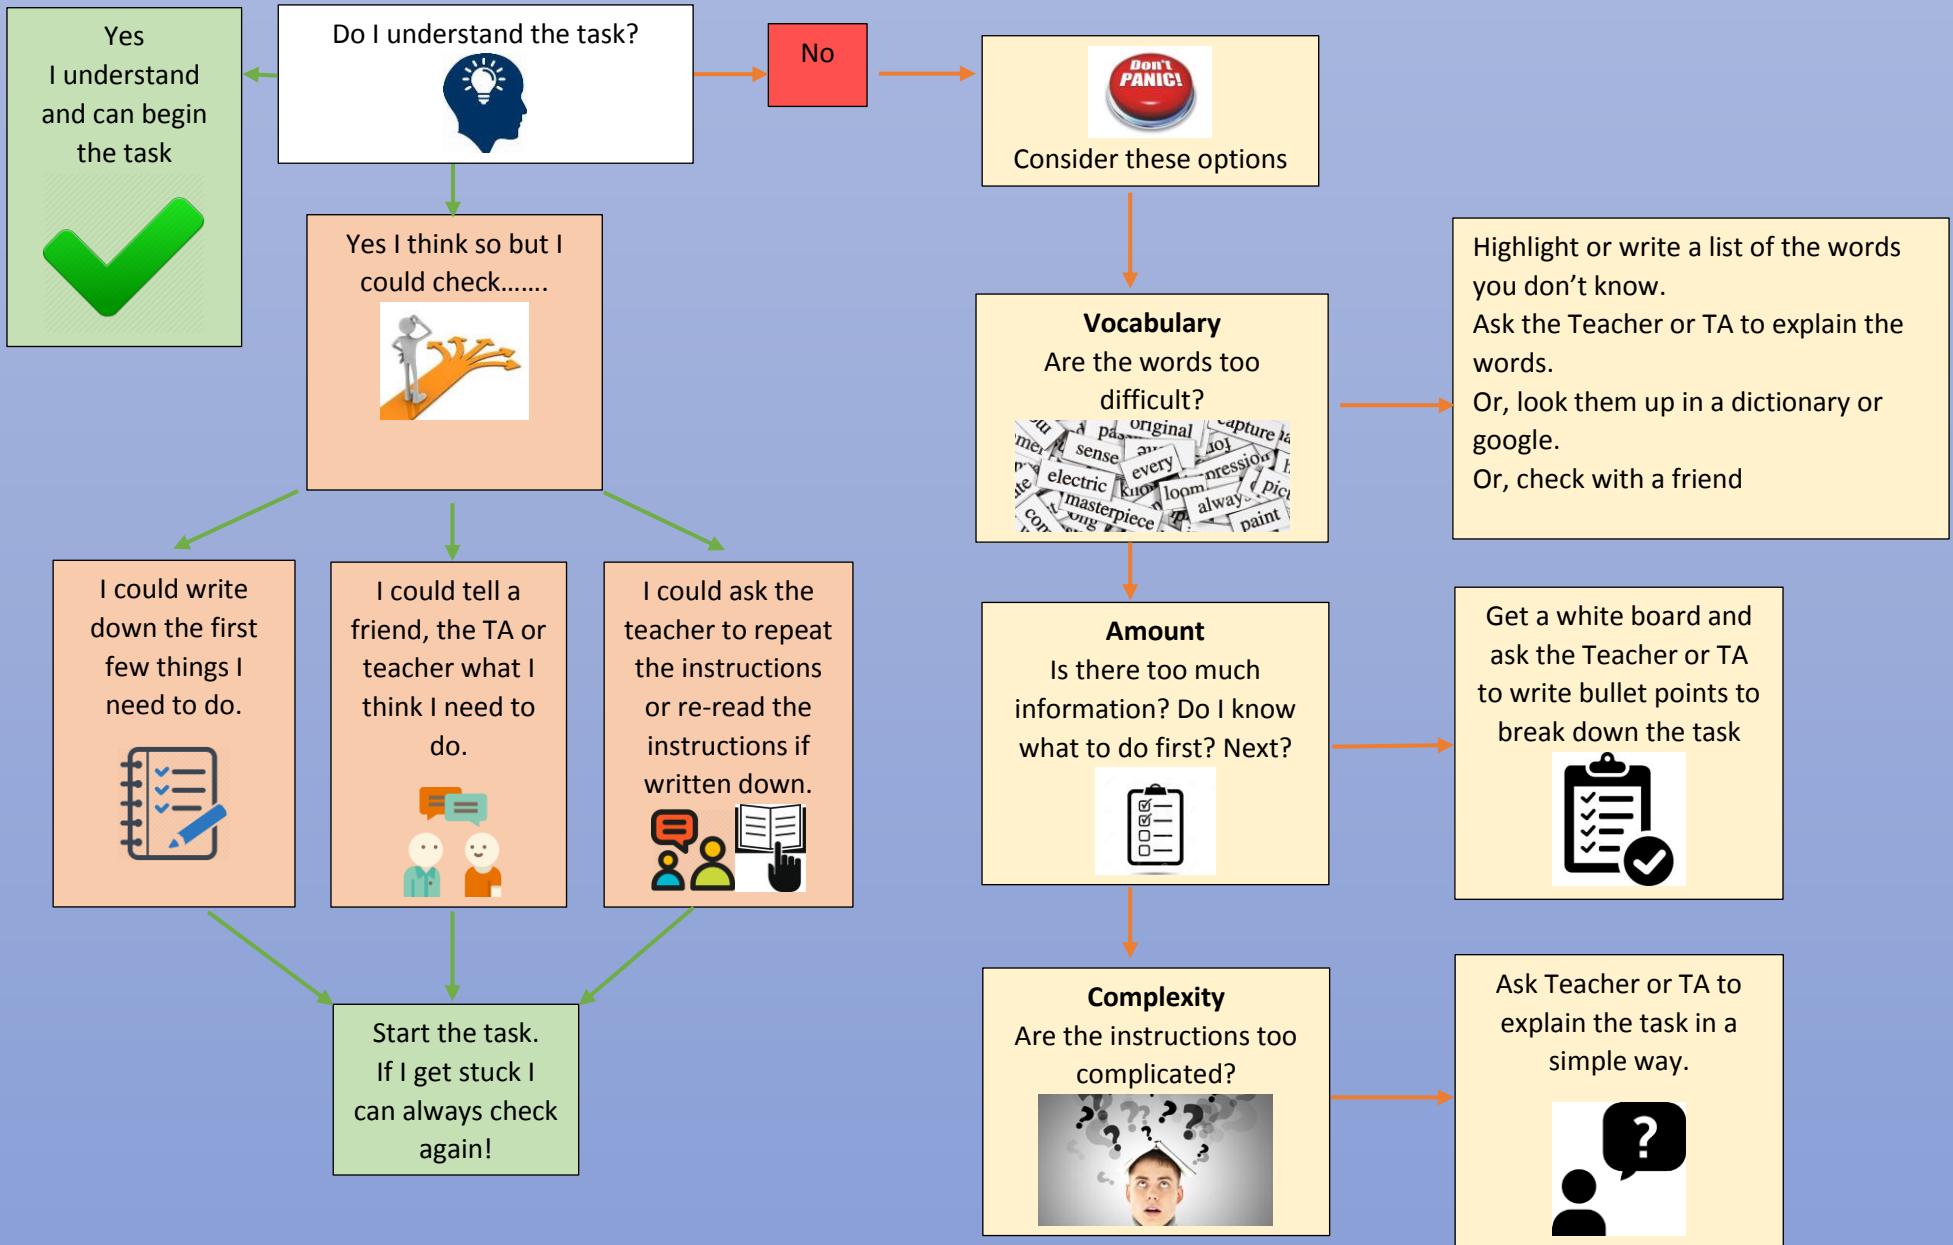 Yes
I understand
and can begin
the task
Do I understand the task?
No
Don't
PANIC!
Consider these options
Yes I think so but I
could check…….
Vocabulary
Are the words too
difficult?
original
capture
sense
every
electric
loom
always
masterpiece
paint
Highlight or write a list of the words
you don’t know.
Ask the Teacher or TA to explain the
words.
Or, look them up in a dictionary or
google.
Or, check with a friend
I could write
down the first
few things I
need to do.
I could tell a
friend, the TA or
teacher what I
think I need to
do.
I could ask the
teacher to repeat
the instructions
or re-read the
instructions if
written down.
Amount
Is there too much
information? Do I know
what to do first? Next?
Get a white board and
ask the Teacher or TA
to write bullet points to
break down the task
Start the task.
If I get stuck I
can always check
again!
Complexity
Are the instructions too
complicated?
Ask Teacher or TA to
explain the task in a
simple way.
?